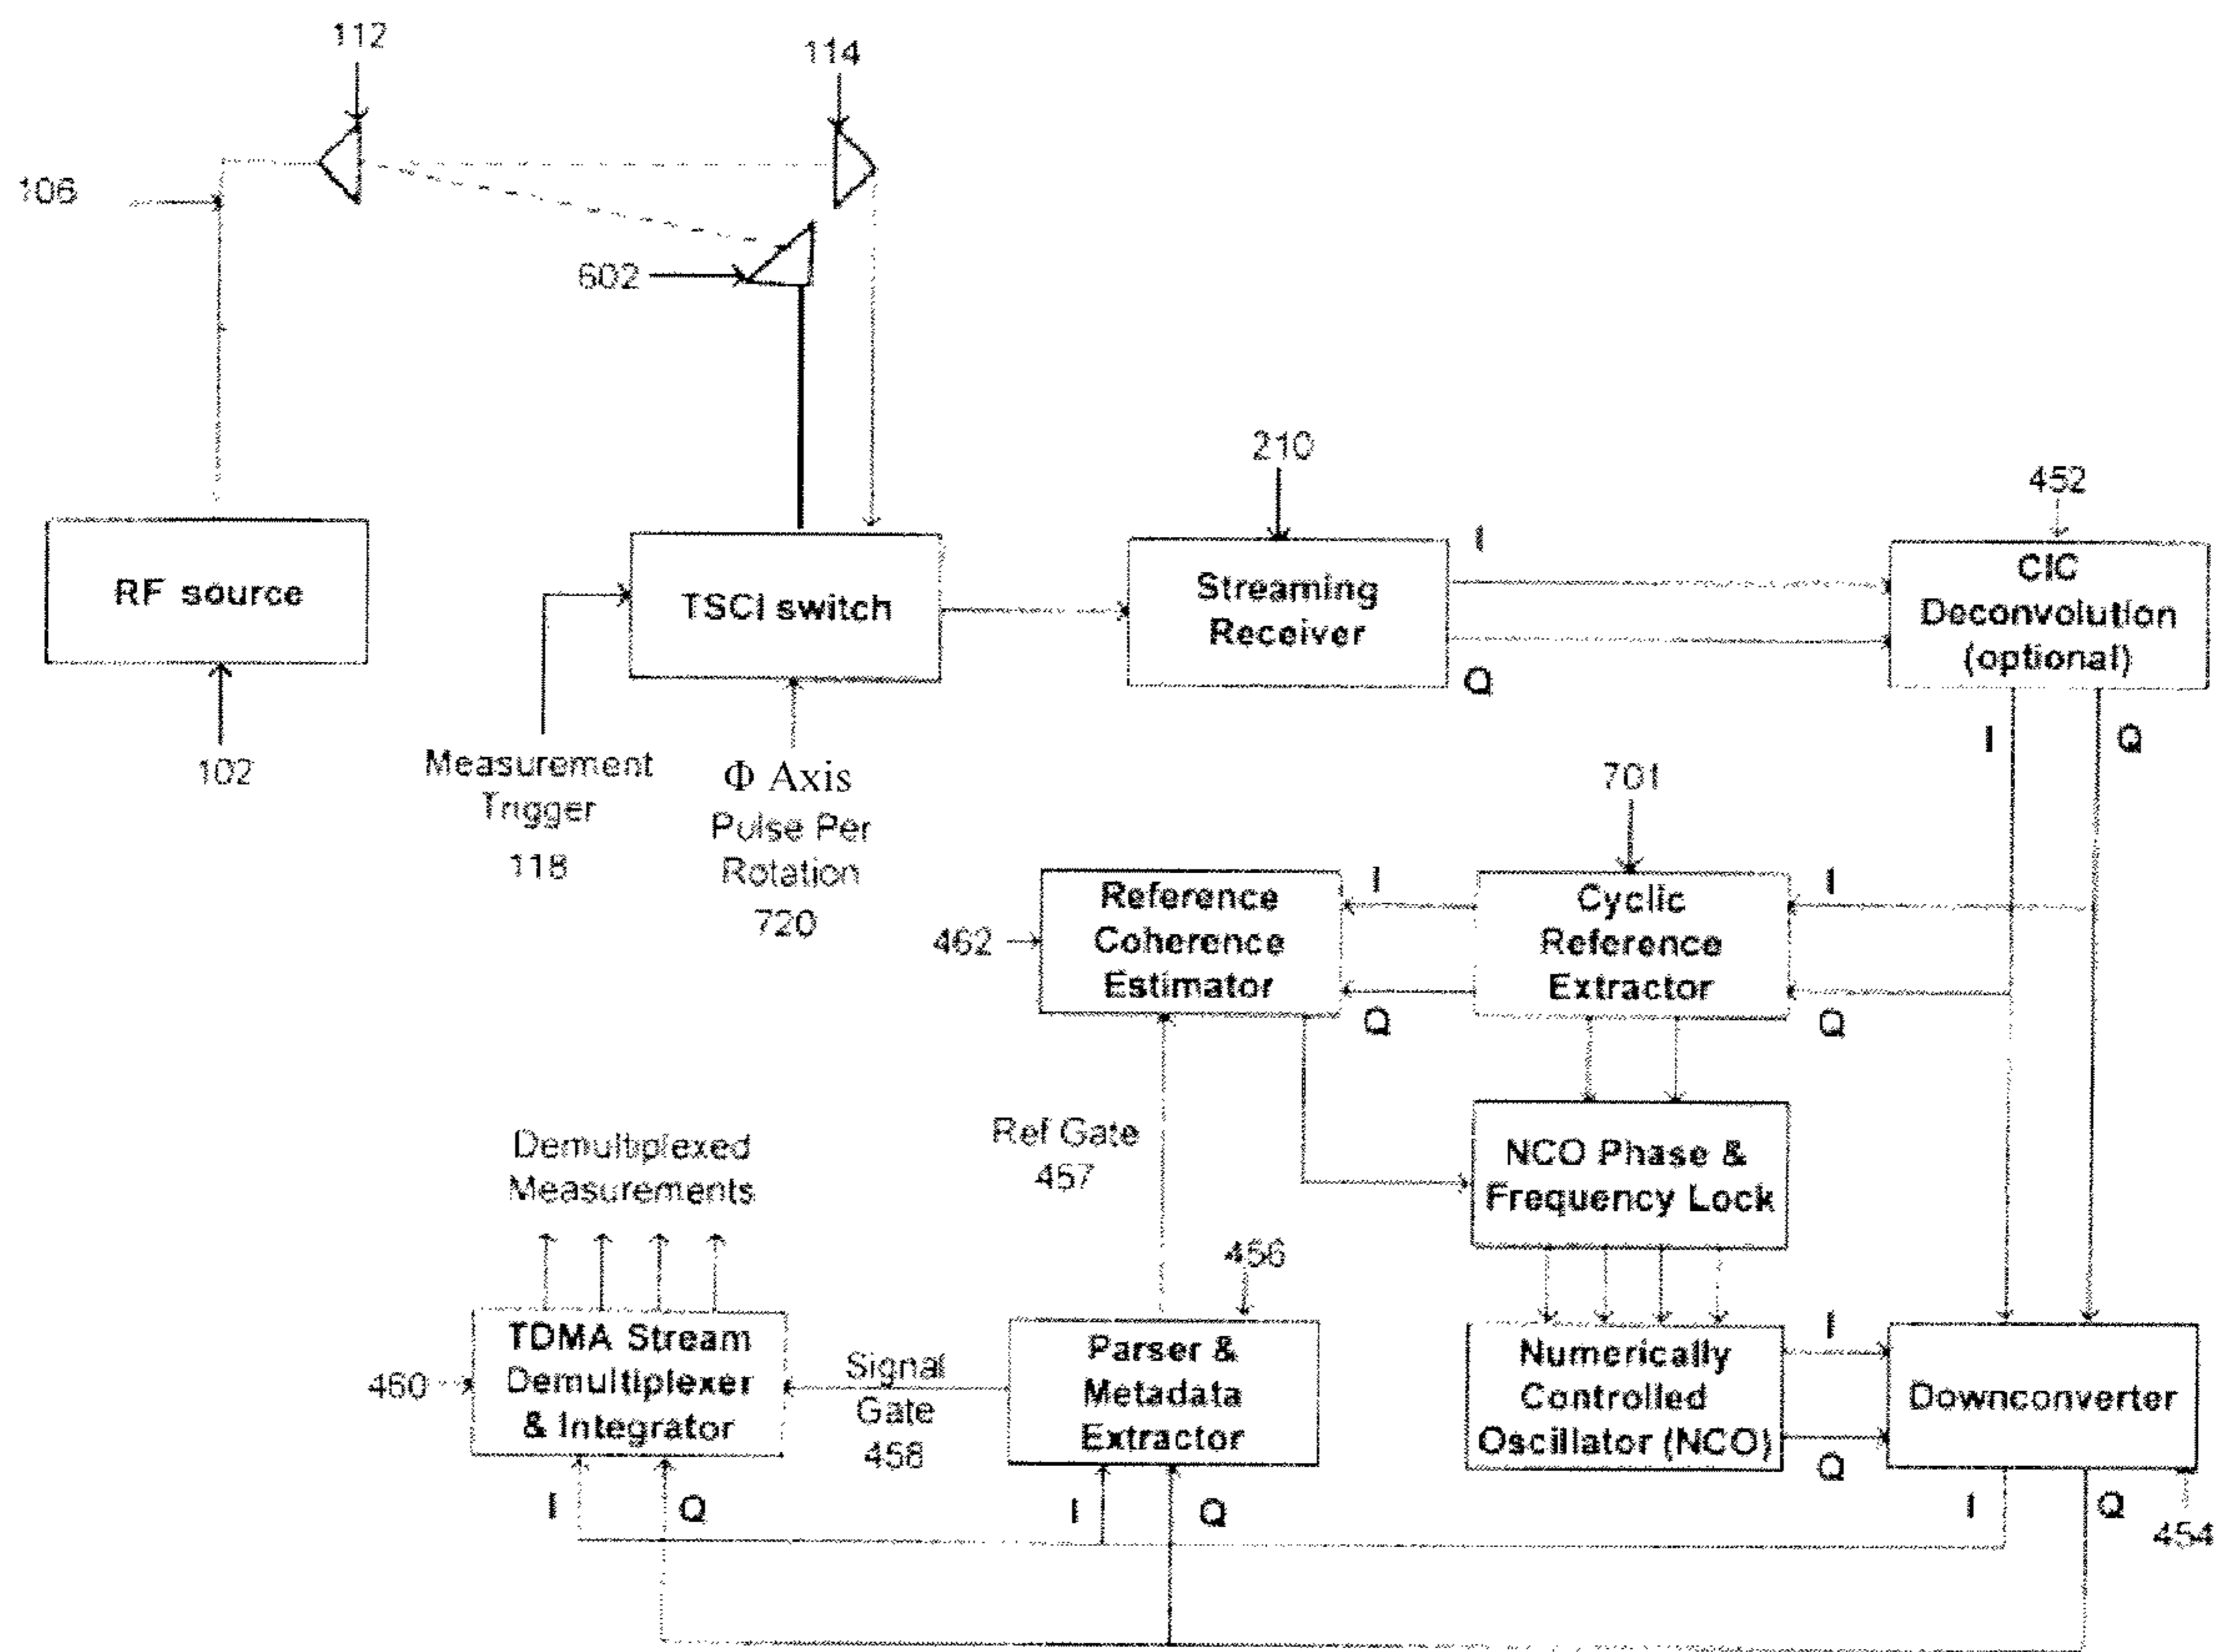 112
114
106
602
210
452
RF source
TSCI switch
Streaming
Receiver
I
Q
CIC
Deconvolution
(optional)
102
Measurement
Trigger
118
Φ Axis
Pulse Per
Rotation
720
I
Q
701
462
Reference
Coherence
Estimator
I
Q
Cyclic
Reference
Extractor
I
Q
Ref Gate
457
NCO Phase &
Frequency Lock
Demultiplexed
Measurements
456
460
TDMA Stream
Demultiplexer
& Integrator
Signal
Gate
458
Parser &
Metadata
Extractor
Numerically
Controlled
Oscillator (NCO)
I
Q
Downconverter
I
Q
I
Q
I
Q
454